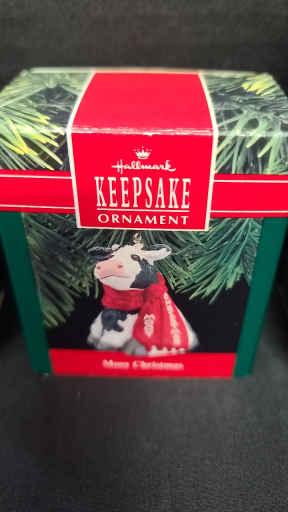 Hallmark
KEEPSAKE
ORNAMENT
Mooy Christmas